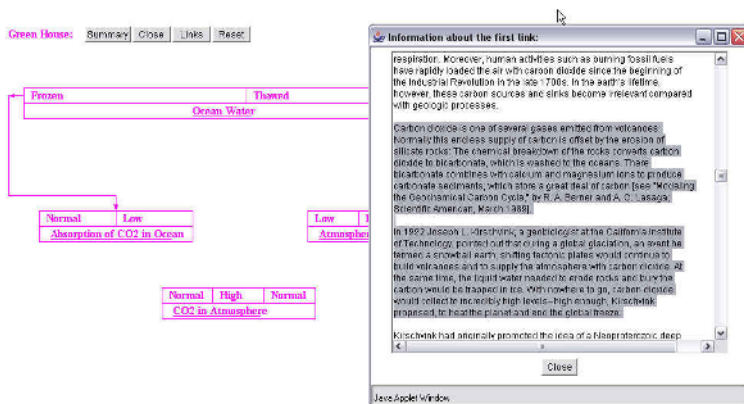 Green House: Summary Close Links Reset
Frozen Thawed
Ocean Water
Normal Low
Absorption of CO2 in Ocean
Low
Atmosphe
Normal High Normal
CO2 in Atmosphere
Information about the first link:
respiration. Moreover, human activities such as burning fossil fuels
have rapidly loaded the air with carbon dioxide since the beginning of
the Industrial Revolution in the late 1700s. In the earth's lifetime,
however, these carbon sources and sinks become irrelevant compared
with geologic processes.
Carbon dioxide is one of several gases emitted from volcanoes.
Normally this endless supply of carbon is offset by the erosion of
silicate rocks: The chemical breakdown of the rocks converts carbon
dioxide to bicarbonate, which is washed to the oceans. There
bicarbonate combines with calcium and magnesium ions to produce
carbonate sediments, which store a great deal of carbon [see "Modeling
the Geochemical Carbon Cycle," by R. A. Berner and A. C. Lasaga;
Scientific American, March 1989].
In 1992 Joseph L. Kirschvink, a geobiologist at the California Institute
of Technology, pointed out that during a global glaciation, an event he
termed a snowball earth, shifting tectonic plates would continue to
build volcanoes and to supply the atmosphere with carbon dioxide. At
the same time, the liquid water needed to erode rocks and bury the
carbon would be trapped in ice. With nowhere to go, carbon dioxide
would collect to incredibly high levels--high enough, Kirschvink
proposed, to heat the planet and end the global freeze.
Kirschvink had originally promoted the idea of a Neoproterozoic deep
Close
Java Applet Window